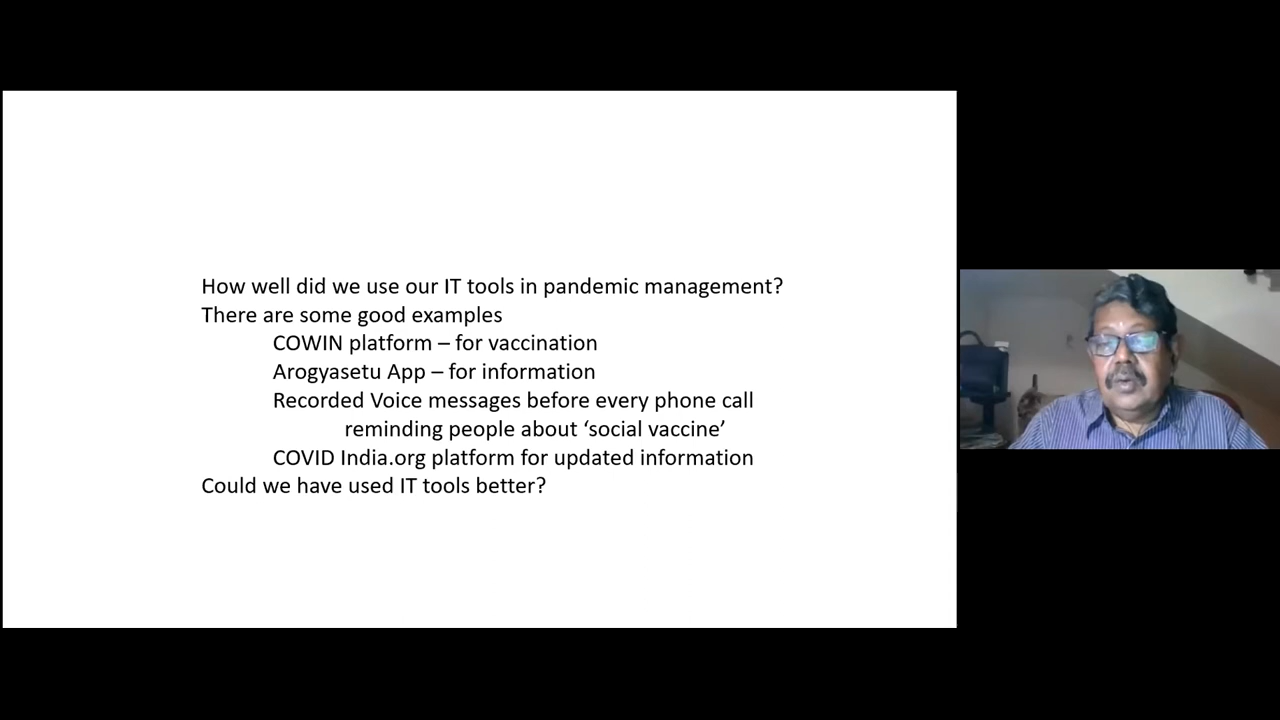 How well did we use our IT tools in pandemic management?
There are some good examples
COWIN platform – for vaccination
Arogyasetu App – for information
Recorded Voice messages before every phone call
reminding people about ‘social vaccine’
COVID India.org platform for updated information
Could we have used IT tools better?